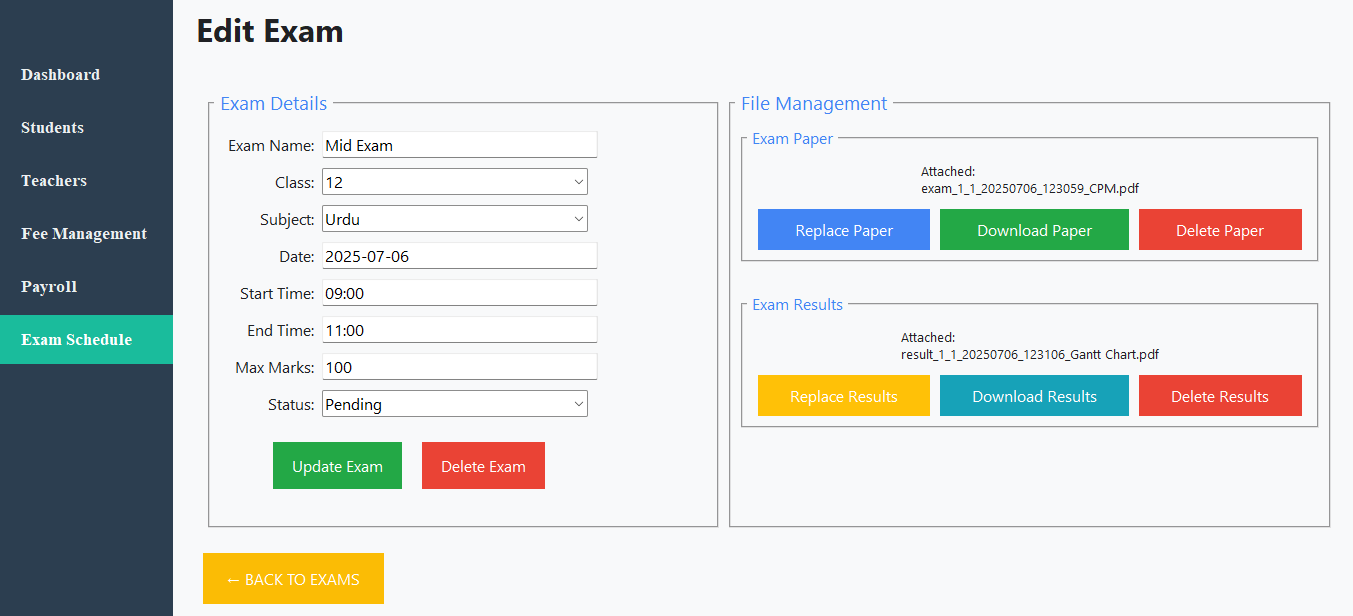 Edit Exam
Dashboard
Students
Teachers
Fee Management
Payroll
Exam Schedule
Exam Details
Exam Name: Mid Exam
Class: 12
Subject: Urdu
Date: 2025-07-06
Start Time: 09:00
End Time: 11:00
Max Marks: 100
Status: Pending
Update Exam Delete Exam
File Management
Exam Paper
Attached:
exam_1_1_20250706_123059_CPM.pdf
Replace Paper Download Paper Delete Paper
Exam Results
Attached:
result_1_1_20250706_123106_Gantt Chart.pdf
Replace Results Download Results Delete Results
← BACK TO EXAMS